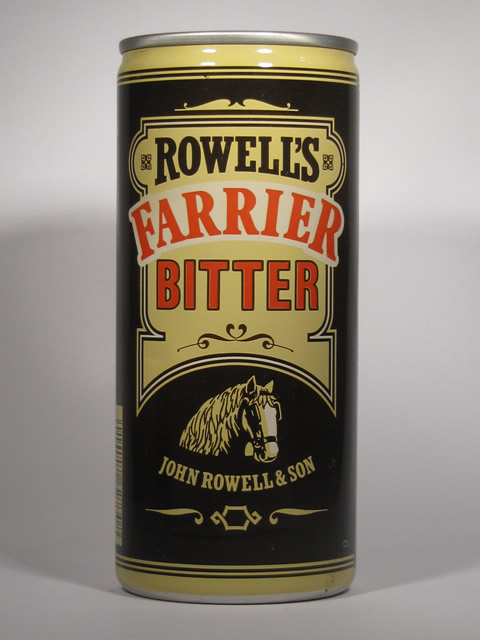 ROWELL'S
FARRIER
BITTER
JOHN ROWELL & SON